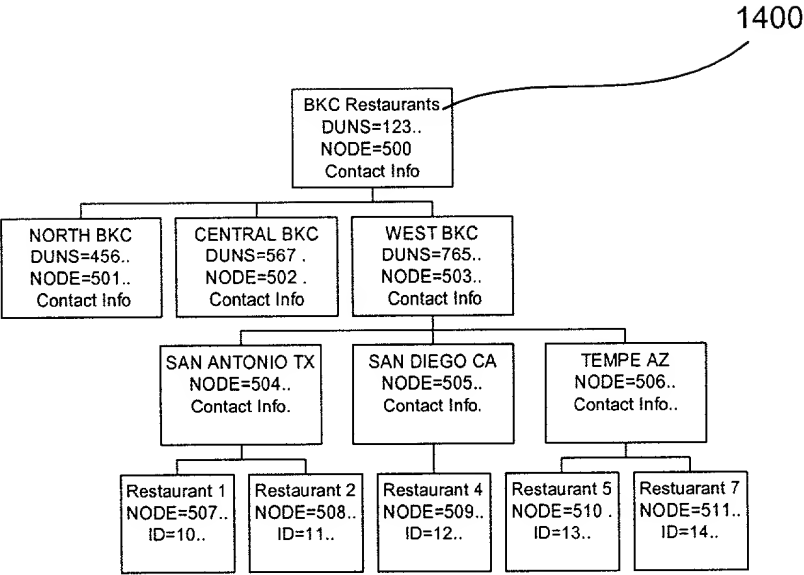 1400
BKC Restaurants
DUNS=123..
NODE=500
Contact Info
NORTH BKC
DUNS=456..
NODE=501..
Contact Info
CENTRAL BKC
DUNS=567 .
NODE=502 .
Contact Info
WEST BKC
DUNS=765..
NODE=503..
Contact Info
SAN ANTONIO TX
NODE=504..
Contact Info.
SAN DIEGO CA
NODE=505..
Contact Info.
TEMPE AZ
NODE=506..
Contact Info..
Restaurant 1
NODE=507..
ID=10..
Restaurant 2
NODE=508..
ID=11..
Restaurant 4
NODE=509..
ID=12..
Restaurant 5
NODE=510 .
ID=13..
Restuarant 7
NODE=511..
ID=14..